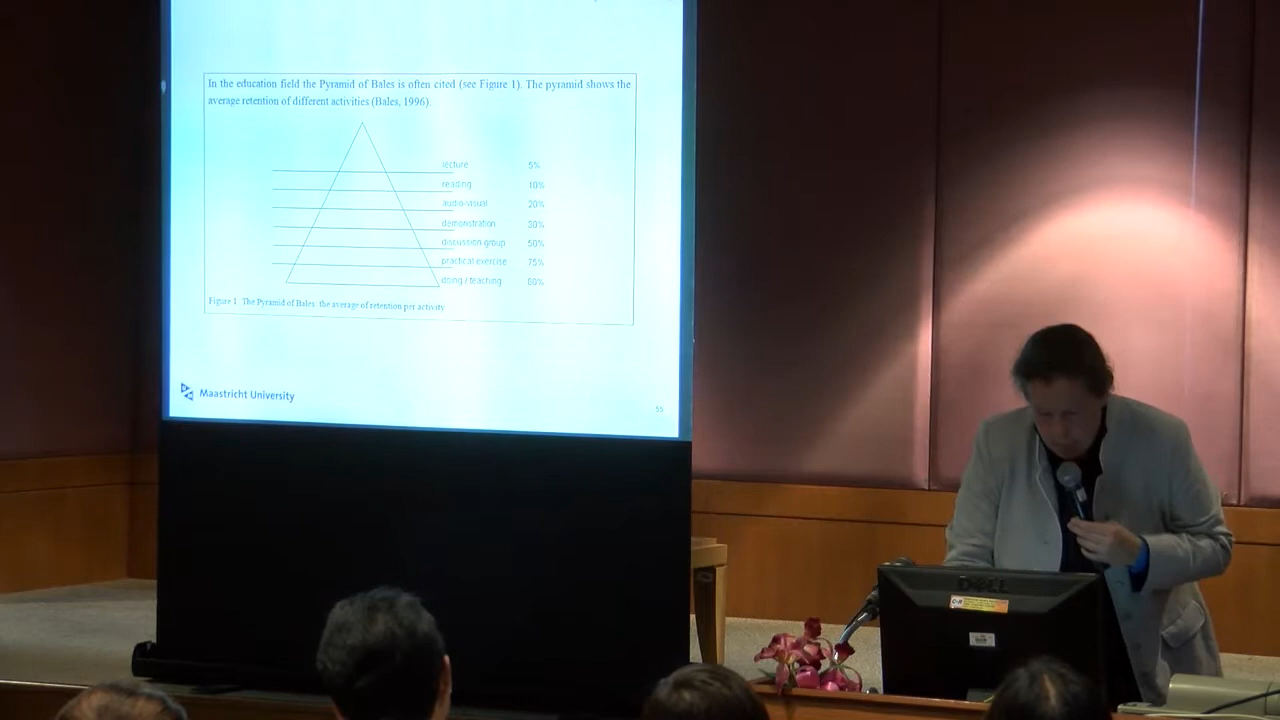 In the education field the Pyramid of Bales is often cited (see Figure 1). The pyramid shows the
average retention of different activities (Bales, 1996).
lecture 5%
reading 10%
audio-visual 20%
demonstration 30%
discussion group 50%
practical exercise 75%
doing / teaching 80%
Figure 1. The Pyramid of Bales: the average of retention per activity
Maastricht University
55
DELL